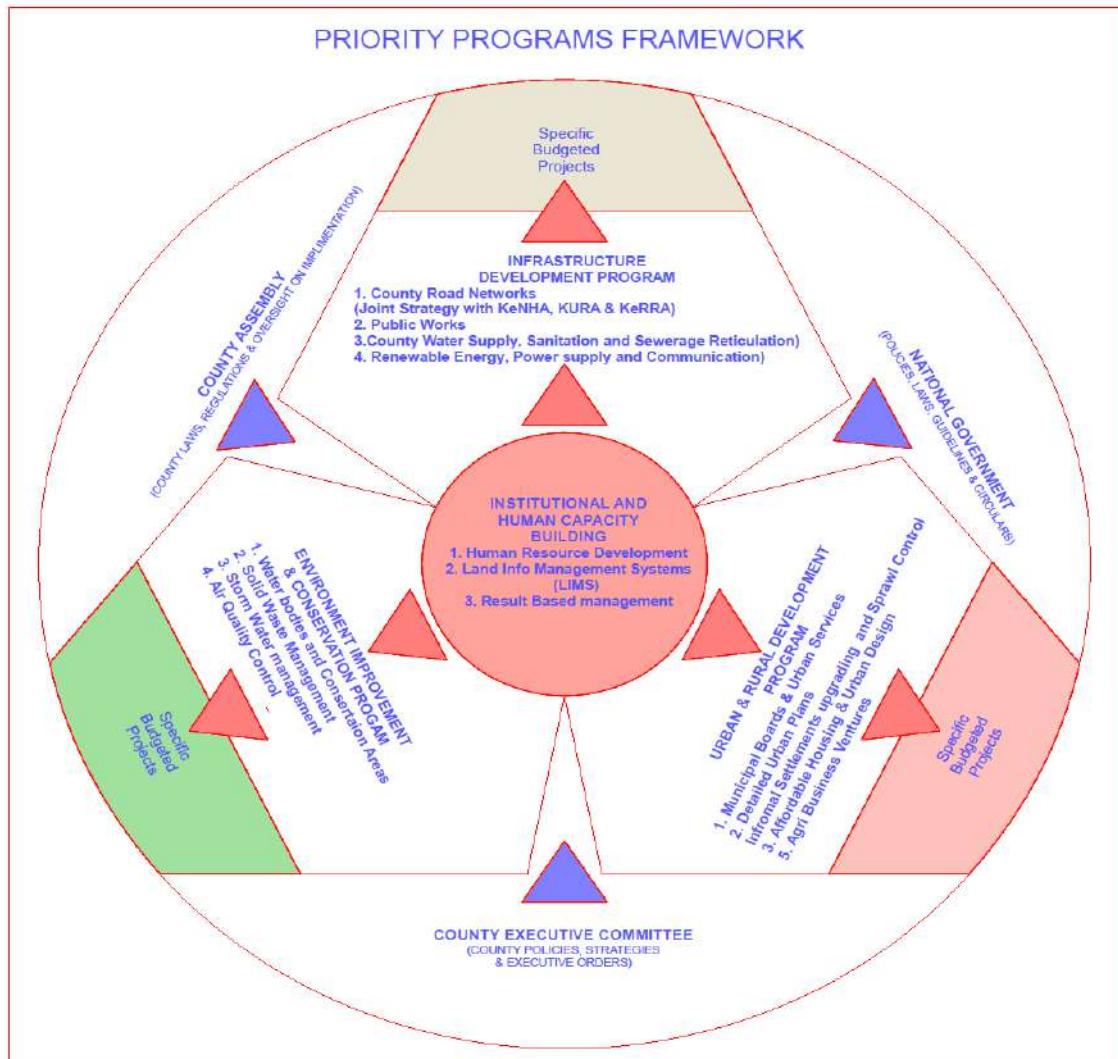 PRIORITY PROGRAMS FRAMEWORK
Specific
Budgeted
Projects
INFRASTRUCTURE
DEVELOPMENT PROGRAM
1. County Road Networks
(Joint Strategy with KeNHA, KURA & KeRRA)
2. Public Works
3.County Water Supply, Sanitation and Sewerage Reticulation)
4. Renewable Energy, Power supply and Communication)
COUNTY ASSEMBLY
(COUNTY LAWS, REGULATIONS & OVERSIGHT ON IMPLIMENTATION)
NATIONAL GOVERNMENT
(POLICIES, LAWS, GUIDELINES & CIRCULARS)
INSTITUTIONAL AND
HUMAN CAPACITY
BUILDING
1. Human Resource Development
2. Land Info Management Systems
(LIMS)
3. Result Based management
ENVIRONMENT IMPROVEMENT
& CONSERVATION PROGAM
1. Water bodies and Consertaion Areas
2. Solid Waste Management
3. Storm Water management
4. Air Quality Control
Specific
Budgeted
Projects
URBAN & RURAL DEVELOPMENT
PROGRAM
1. Municipal Boards & Urban Services
2. Detailed Urban Plans
Infromal Settlements upgrading and Sprawl Control
3. Affordable Housing & Urban Design
5. Agri Business Ventures
Specific
Budgeted
Projects
COUNTY EXECUTIVE COMMITTEE
(COUNTY POLICIES, STRATEGIES
& EXECUTIVE ORDERS)